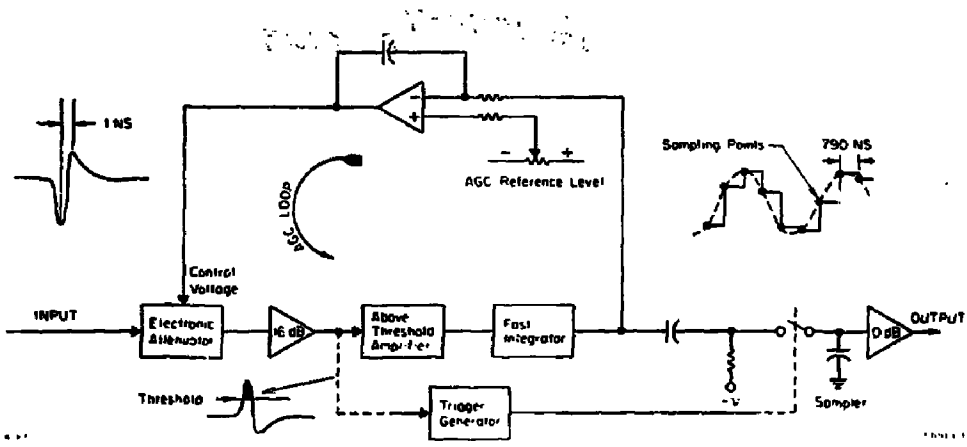 1 NS
790 NS
Sampling Points
AGC Reference Level
AGC LOOP
Control
Voltage
INPUT
Electronic
Attenuator
16 dB
Above
Threshold
Amplifier
Fast
Integrator
0 dB
OUTPUT
Threshold
Trigger
Generator
-V
Sampler